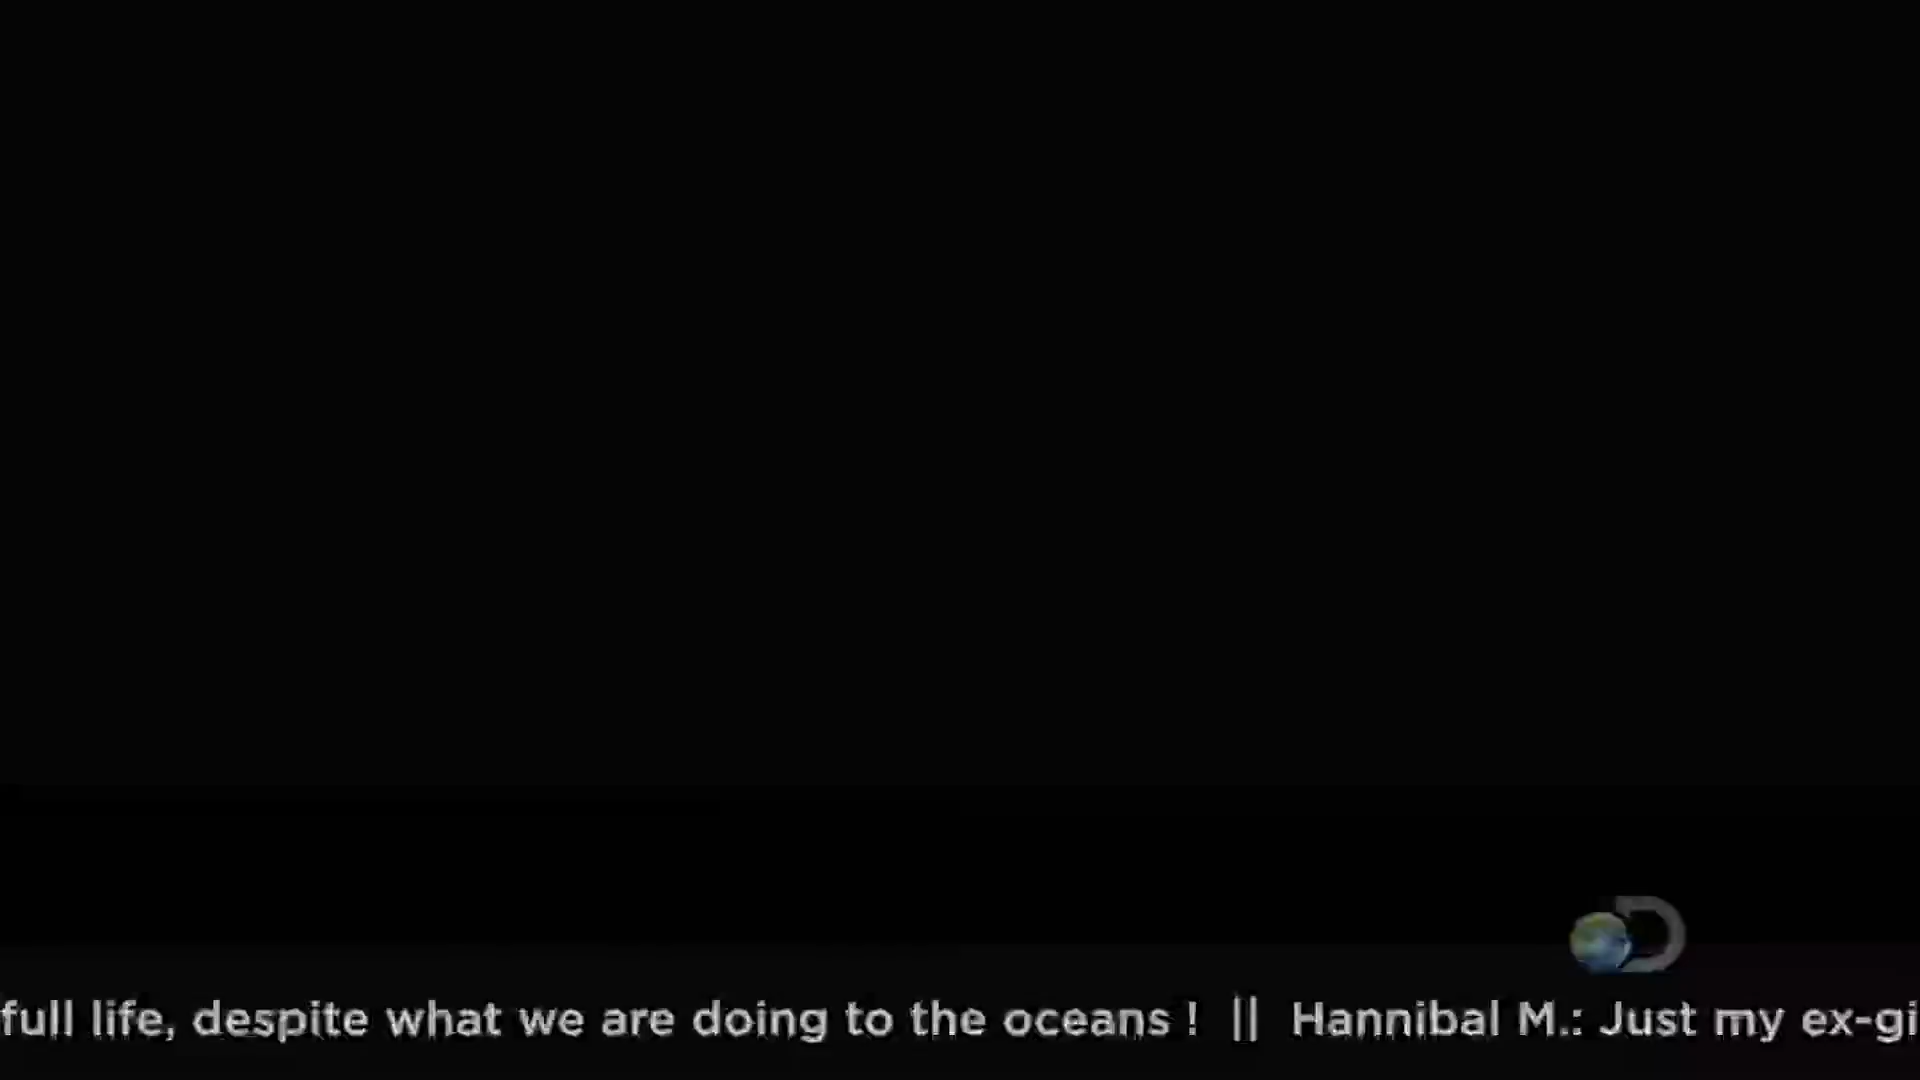 full life, despite what we are doing to the oceans ! || Hannibal M.: Just my ex-gi